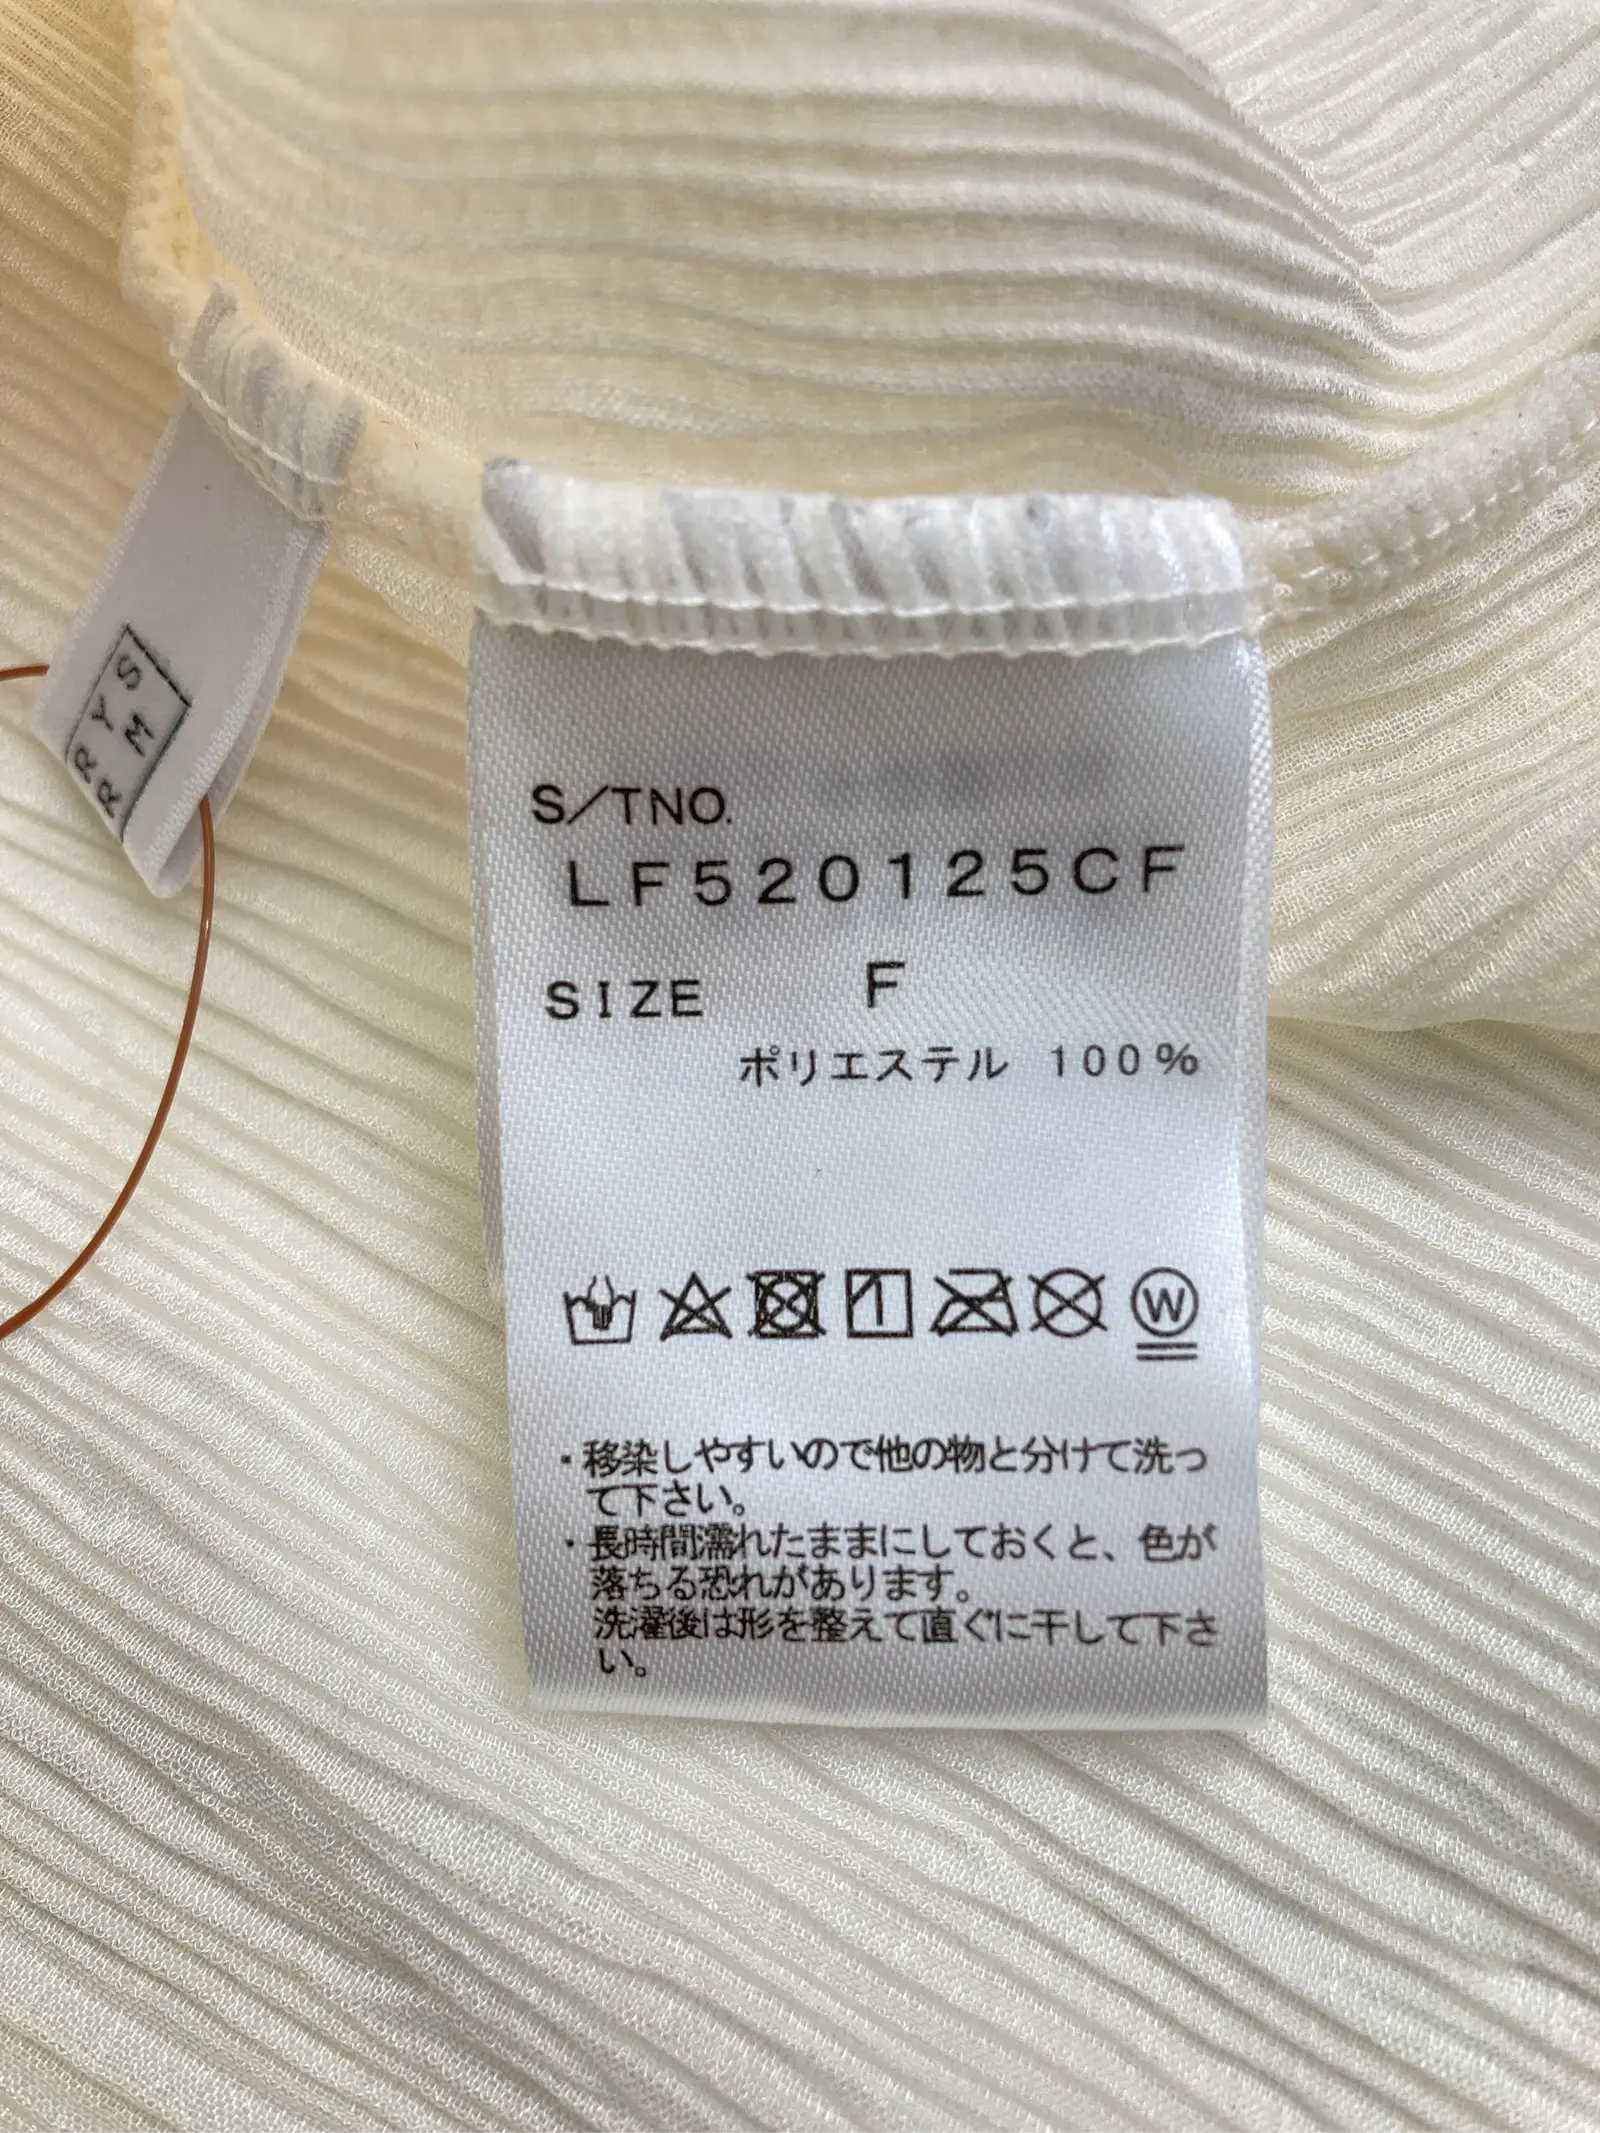 S
Y M
R R
S/TNO.
LF520125CF
SIZE F
ポリエステル 100%
W
・移染しやすいので他の物と分けて洗っ
て下さい。
・長時間濡れたままにしておくと、色が
落ちる恐れがあります。
洗濯後は形を整えて直ぐに干して下さ
い。